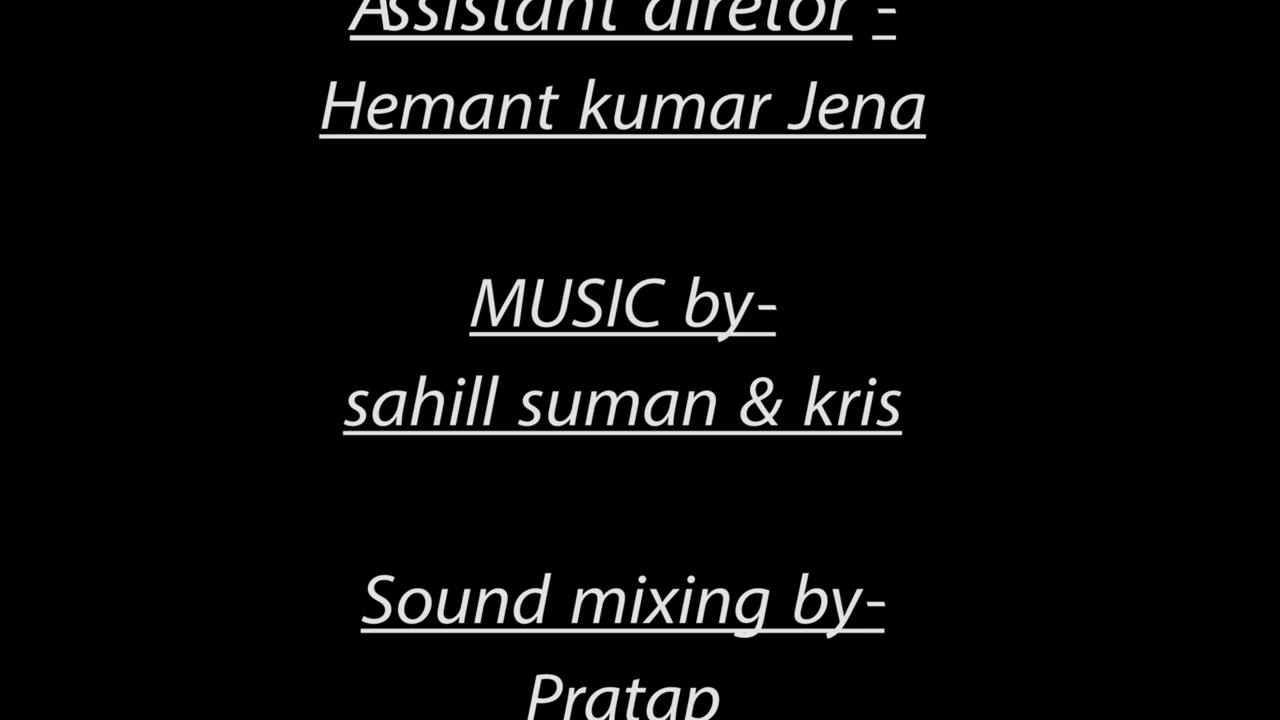 Assistant diretor -
Hemant kumar Jena
MUSIC by-
sahill suman & kris
Sound mixing by-
Pratap